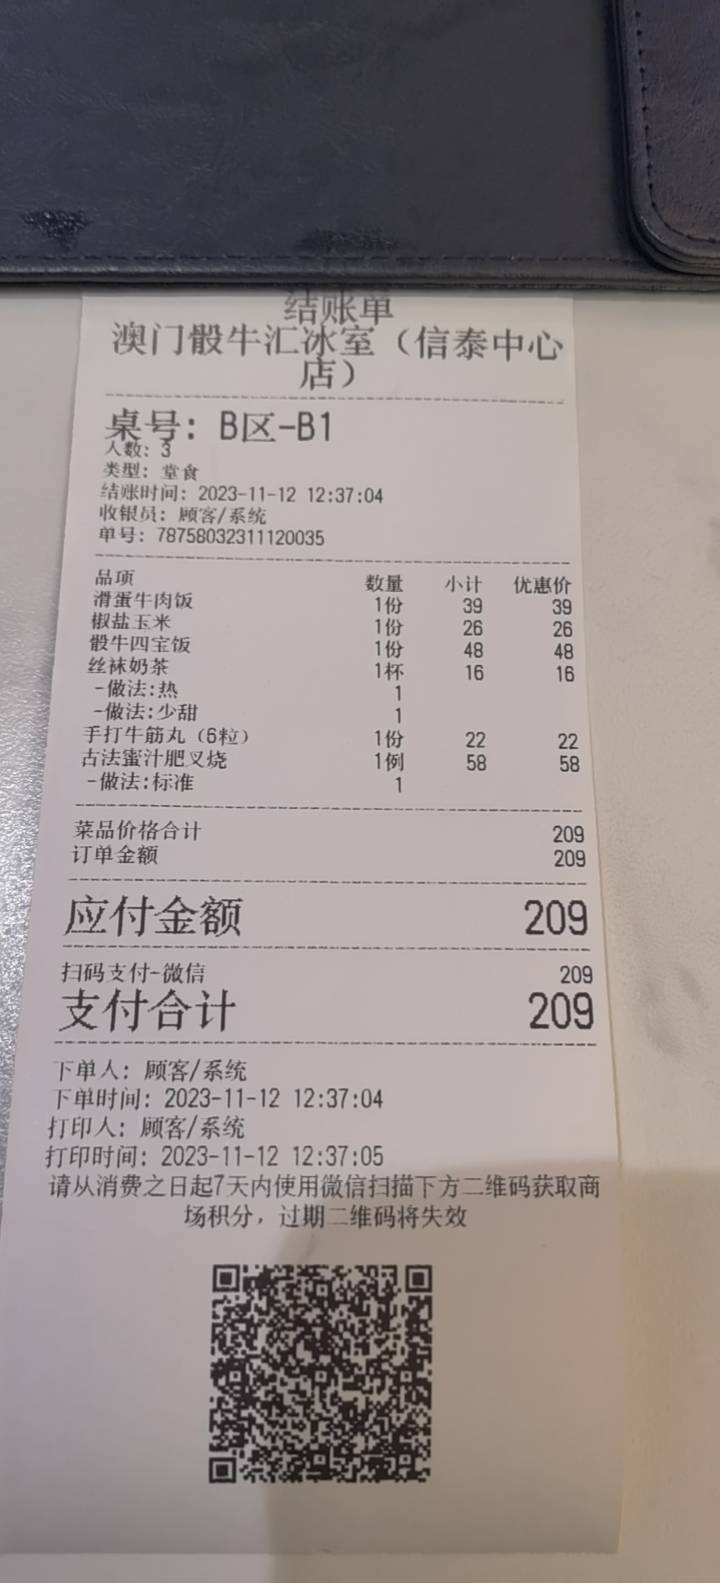 结账单
澳门骰牛汇冰室（信泰中心
店）
桌号: B区-B1
人数: 3
类型: 堂食
结账时间: 2023-11-12 12:37:04
收银员: 顾客/系统
单号: 78758032311120035
品项 数量 小计 优惠价
滑蛋牛肉饭 1份 39 39
椒盐玉米 1份 26 26
骰牛四宝饭 1份 48 48
丝袜奶茶 1杯 16 16
-做法:热 1
-做法:少甜 1
手打牛筋丸（6粒） 1份 22 22
古法蜜汁肥叉烧 1例 58 58
-做法:标准 1
菜品价格合计 209
订单金额 209
应付金额 209
扫码支付-微信 209
支付合计 209
下单人: 顾客/系统
下单时间: 2023-11-12 12:37:04
打印人: 顾客/系统
打印时间: 2023-11-12 12:37:05
请从消费之日起7天内使用微信扫描下方二维码获取商
场积分，过期二维码将失效